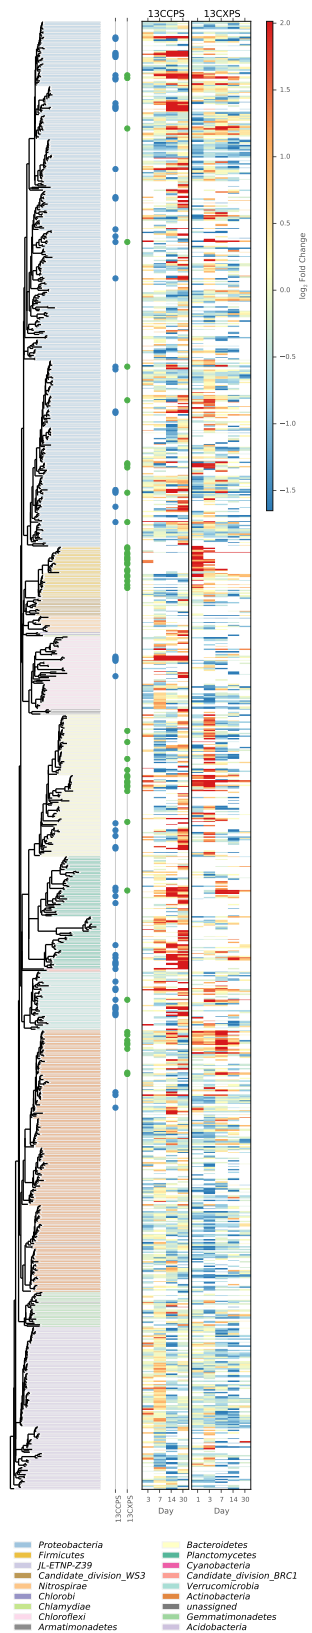 13CCPS 13CXPS
2.0
1.5
1.0
0.5
0.0
−0.5
−1.0
−1.5
log2 Fold Change
13CCPS
13CXPS
3 7 14 30 1 3 7 14 30
Day Day
Proteobacteria
Firmicutes
JL-ETNP-Z39
Candidate_division_WS3
Nitrospirae
Chlorobi
Chlamydiae
Chloroflexi
Armatimonadetes
Bacteroidetes
Planctomycetes
Cyanobacteria
Candidate_division_BRC1
Verrucomicrobia
Actinobacteria
unassigned
Gemmatimonadetes
Acidobacteria